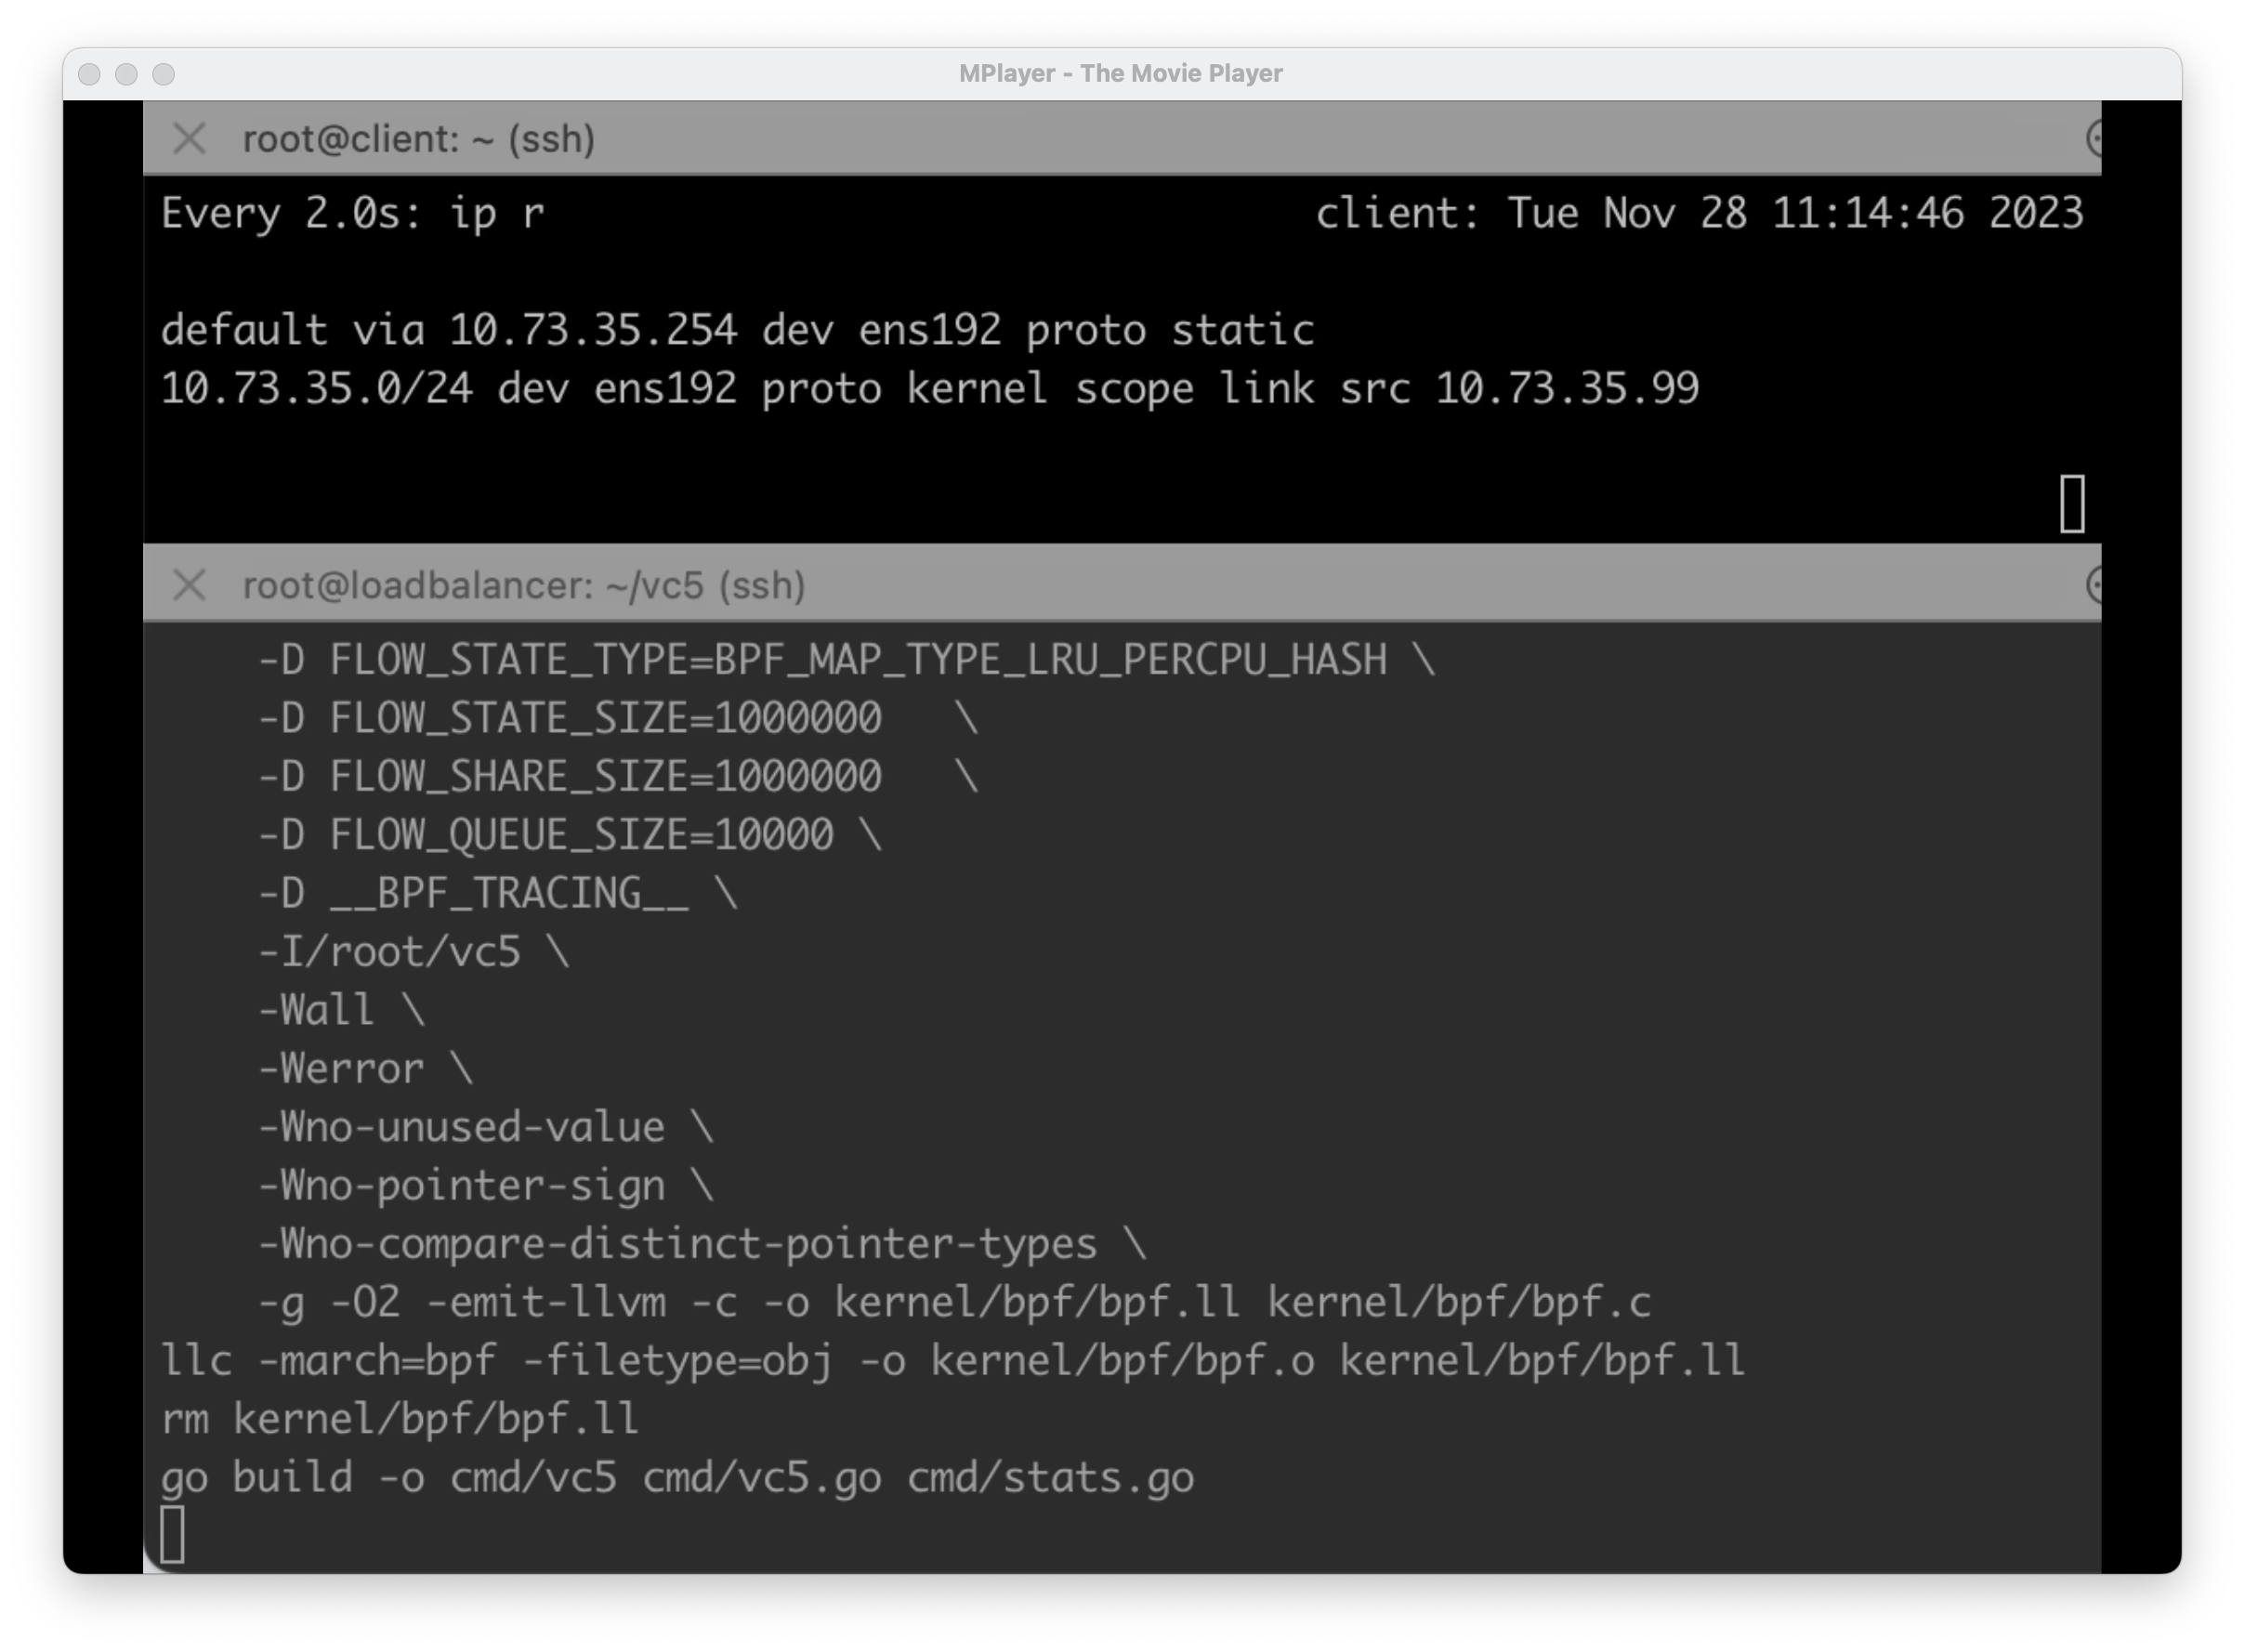 MPlayer - The Movie Player
root@client: ~ (ssh)
Every 2.0s: ip r client: Tue Nov 28 11:14:46 2023
default via 10.73.35.254 dev ens192 proto static
10.73.35.0/24 dev ens192 proto kernel scope link src 10.73.35.99
root@loadbalancer: ~/vc5 (ssh)
-D FLOW_STATE_TYPE=BPF_MAP_TYPE_LRU_PERCPU_HASH \
-D FLOW_STATE_SIZE=1000000 \
-D FLOW_SHARE_SIZE=1000000 \
-D FLOW_QUEUE_SIZE=10000 \
-D __BPF_TRACING__ \
-I/root/vc5 \
-Wall \
-Werror \
-Wno-unused-value \
-Wno-pointer-sign \
-Wno-compare-distinct-pointer-types \
-g -O2 -emit-llvm -c -o kernel/bpf/bpf.ll kernel/bpf/bpf.c
llc -march=bpf -filetype=obj -o kernel/bpf/bpf.o kernel/bpf/bpf.ll
rm kernel/bpf/bpf.ll
go build -o cmd/vc5 cmd/vc5.go cmd/stats.go